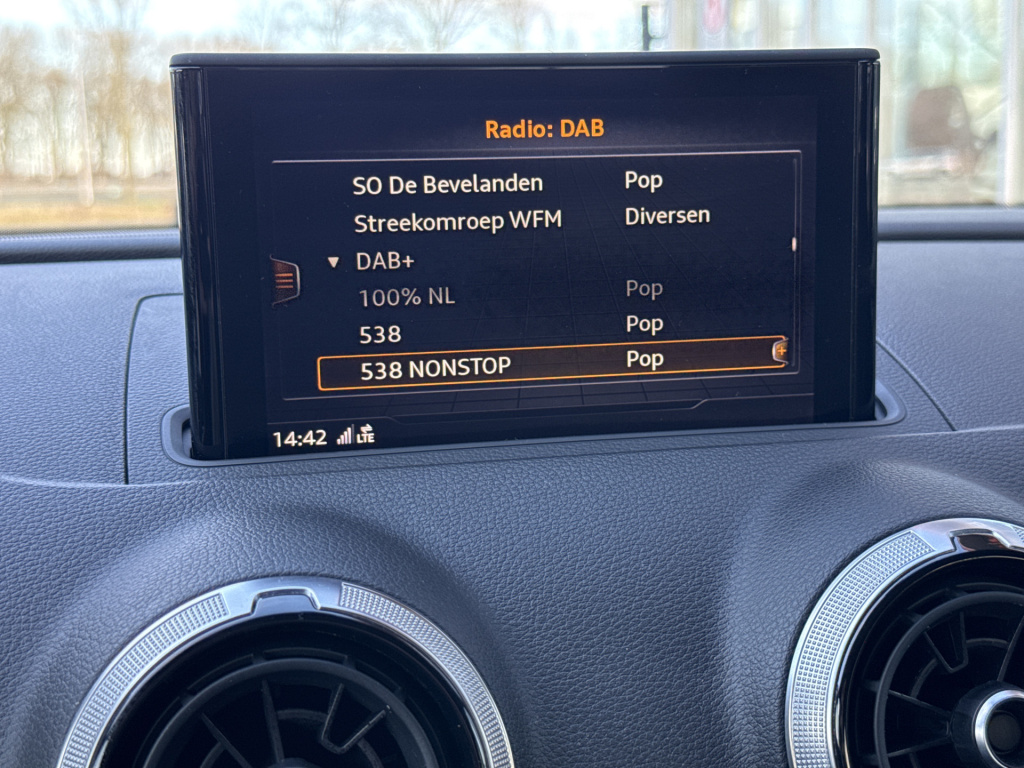 Radio: DAB
SO De Bevelanden Pop
Streekomroep WFM Diversen
DAB+
100% NL Pop
538 Pop
538 NONSTOP Pop
14:42 LTE